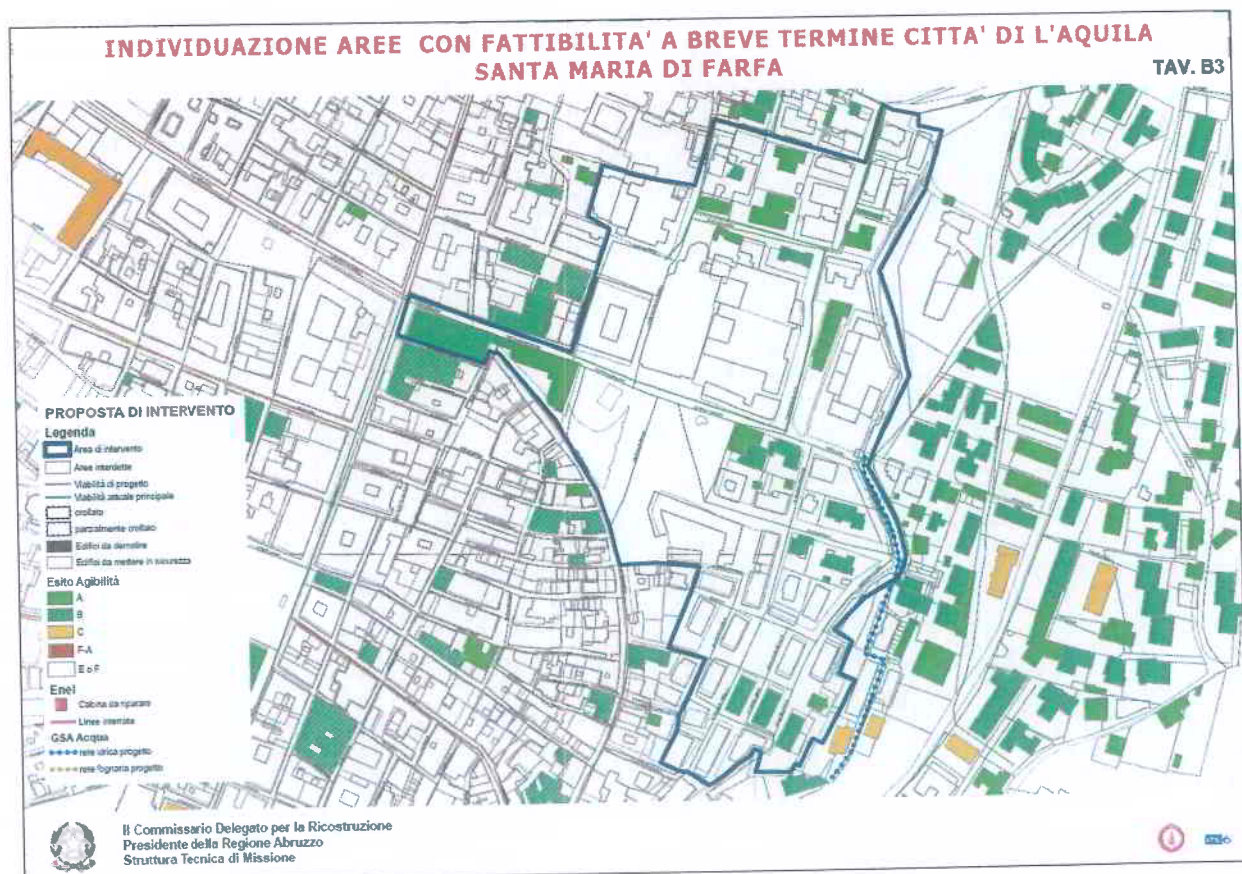 INDIVIDUAZIONE AREE CON FATTIBILITA' A BREVE TERMINE CITTA' DI L'AQUILA
SANTA MARIA DI FARFA
TAV. B3
PROPOSTA DI INTERVENTO
Legenda
Area di intervento
Aree interdette
Viabilità di progetto
Viabilità attuale principale
crollato
parzialmente crollato
Edifici da demolire
Edifici da mettere in sicurezza
Esito Agibilità
A
B
C
F-A
E o F
Enel
Cabina da riparare
Linee interrate
GSA Acqua
rete idrica progetto
rete fognaria progetto
Il Commissario Delegato per la Ricostruzione
Presidente della Regione Abruzzo
Struttura Tecnica di Missione